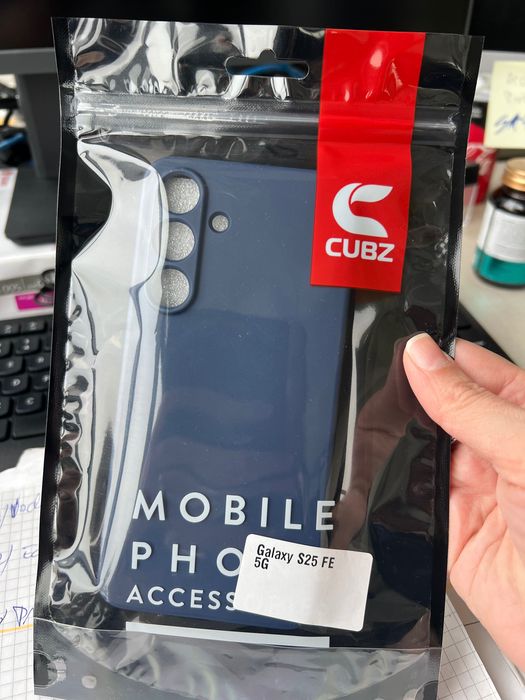 CUBZ
MOBILE
PHO
ACCESS
Galaxy S25 FE
5G